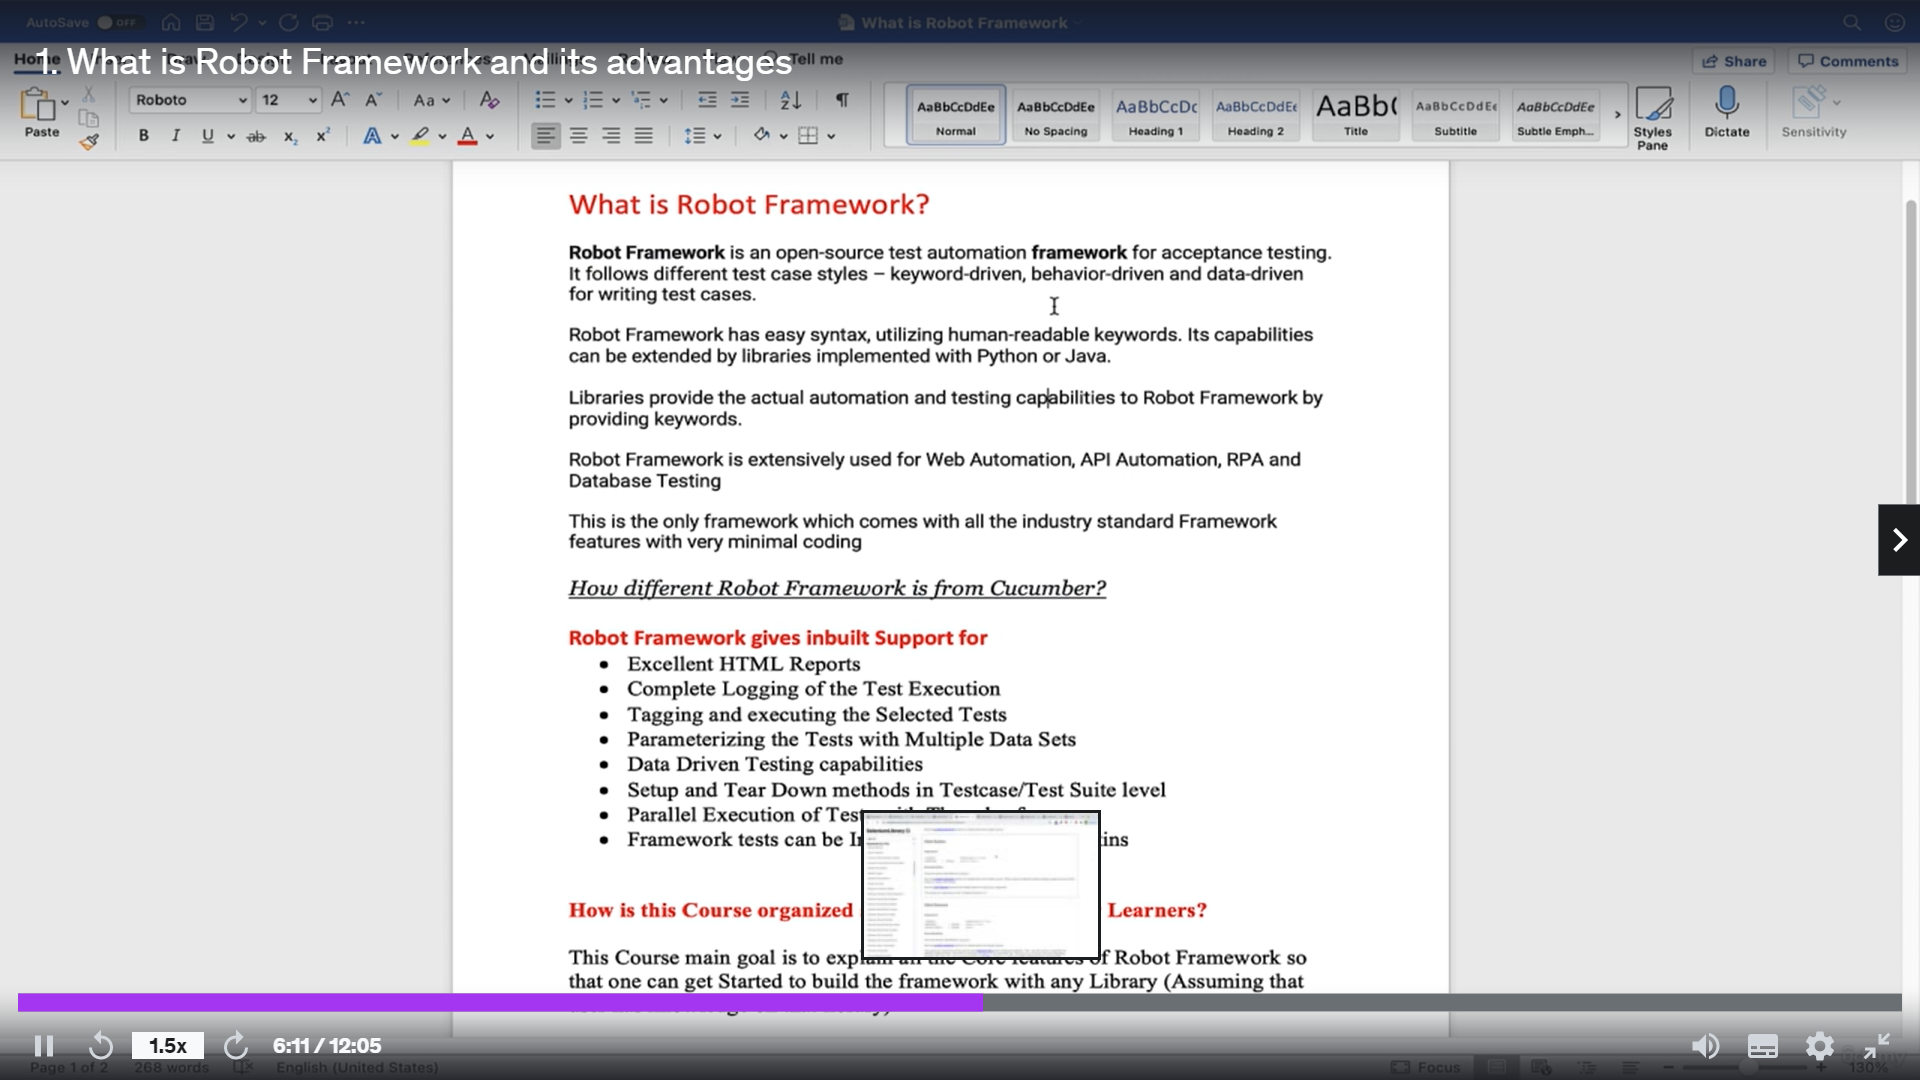 AutoSave OFF
What is Robot Framework
1. What is Robot Framework and its advantages
Home
Tell me
Share
Comments
Paste
Roboto
12
Aa
B I U ab x₂ x²
AaBbCcDdEe
Normal
AaBbCcDdEe
No Spacing
AaBbCcDc
Heading 1
AaBbCcDdEe
Heading 2
AaBb(
Title
AaBbCcDdEe
Subtitle
AaBbCcDdEe
Subtle Emph...
Styles
Pane
Dictate
Sensitivity
What is Robot Framework?
Robot Framework is an open-source test automation framework for acceptance testing.
It follows different test case styles – keyword-driven, behavior-driven and data-driven
for writing test cases.
Robot Framework has easy syntax, utilizing human-readable keywords. Its capabilities
can be extended by libraries implemented with Python or Java.
Libraries provide the actual automation and testing capabilities to Robot Framework by
providing keywords.
Robot Framework is extensively used for Web Automation, API Automation, RPA and
Database Testing
This is the only framework which comes with all the industry standard Framework
features with very minimal coding
How different Robot Framework is from Cucumber?
Robot Framework gives inbuilt Support for
• Excellent HTML Reports
• Complete Logging of the Test Execution
• Tagging and executing the Selected Tests
• Parameterizing the Tests with Multiple Data Sets
• Data Driven Testing capabilities
• Setup and Tear Down methods in Testcase/Test Suite level
• Parallel Execution of
• Framework tests can be
How is this Course organized Learners?
This Course main goal is to of Robot Framework so
that one can get Started to build the framework with any Library (Assuming that
1.5x
6:11 / 12:05
Page 1 of 2
268 words
English (United States)
Focus
130%